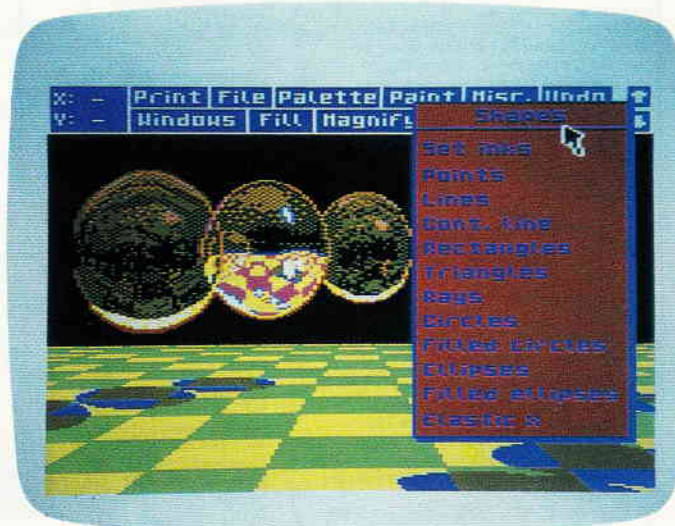 X: - Print File Palette Paint Misc. Undo
Y: - Windows Fill Magnify
Shapes
Set inks
Points
Lines
Cont. line
Rectangles
Triangles
Rays
Circles
Filled circles
Ellipses
Filled ellipses
Elastic